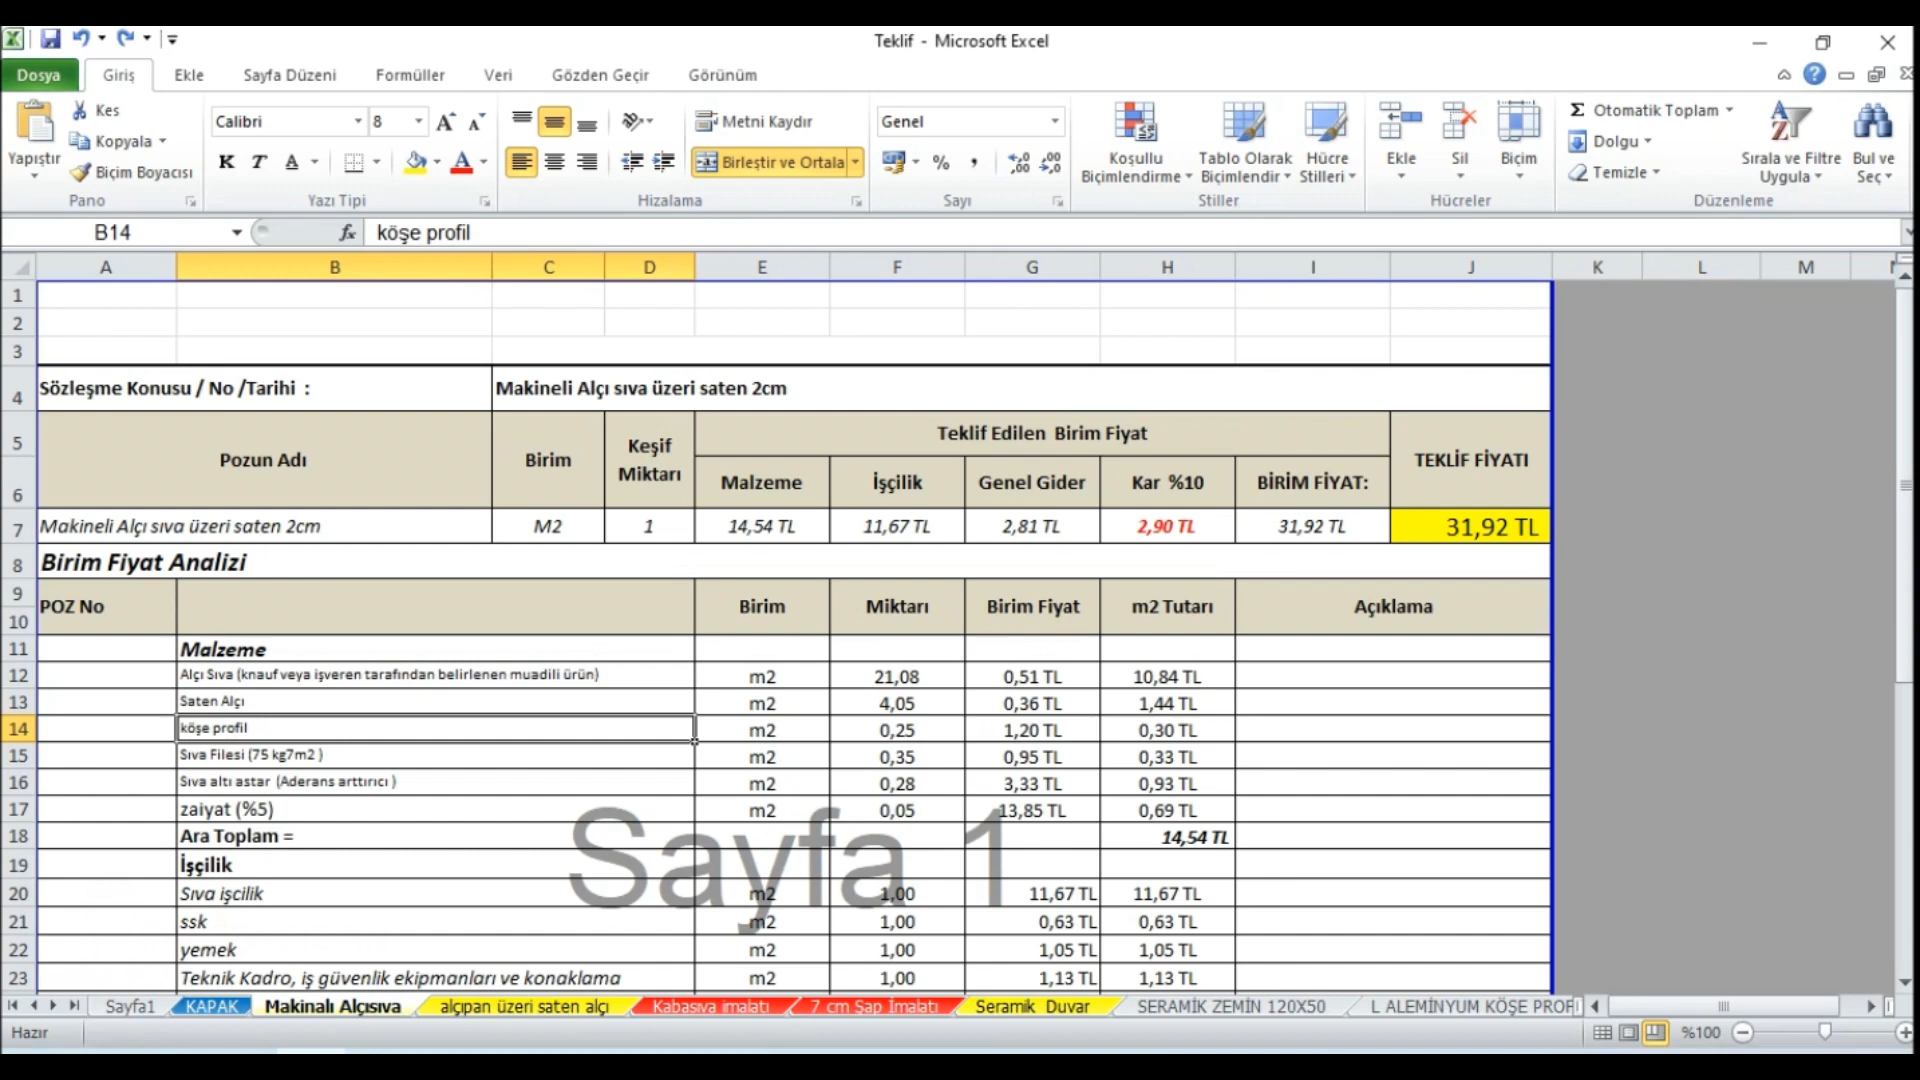 Teklif - Microsoft Excel
Dosya Giriş Ekle Sayfa Düzeni Formüller Veri Gözden Geçir Görünüm
Yapıştır
Kes
Kopyala
Biçim Boyacısı
Pano
Calibri 8
K T A
Yazı Tipi
Metni Kaydır
Birleştir ve Ortala
Hizalama
Genel
%
Sayı
Koşullu Biçimlendirme
Tablo Olarak Biçimlendir
Hücre Stilleri
Stiller
Ekle Sil Biçim
Hücreler
Σ Otomatik Toplam
Dolgu
Temizle
Sırala ve Filtre Uygula
Bul ve Seç
Düzenleme
B14 fx köşe profil
A B C D E F G H I J K L M
1
2
3
4 Sözleşme Konusu / No /Tarihi : Makineli Alçı sıva üzeri saten 2cm
5 Pozun Adı Birim Keşif Miktarı Teklif Edilen Birim Fiyat TEKLİF FİYATI
6 Malzeme İşçilik Genel Gider Kar %10 BİRİM FİYAT:
7 Makineli Alçı sıva üzeri saten 2cm M2 1 14,54 TL 11,67 TL 2,81 TL 2,90 TL 31,92 TL 31,92 TL
8 Birim Fiyat Analizi
9
10 POZ No Birim Miktarı Birim Fiyat m2 Tutarı Açıklama
11 Malzeme
12 Alçı Sıva (knauf veya işveren tarafından belirlenen muadili ürün) m2 21,08 0,51 TL 10,84 TL
13 Saten Alçı m2 4,05 0,36 TL 1,44 TL
14 köşe profil m2 0,25 1,20 TL 0,30 TL
15 Sıva Filesi (75 kg7m2 ) m2 0,35 0,95 TL 0,33 TL
16 Sıva altı astar (Aderans arttırıcı ) m2 0,28 3,33 TL 0,93 TL
17 zaiyat (%5) m2 0,05 13,85 TL 0,69 TL
18 Ara Toplam = 14,54 TL
Sayfa 1
19 İşçilik
20 Sıva işcilik m2 1,00 11,67 TL 11,67 TL
21 ssk m2 1,00 0,63 TL 0,63 TL
22 yemek m2 1,00 1,05 TL 1,05 TL
23 Teknik Kadro, iş güvenlik ekipmanları ve konaklama m2 1,00 1,13 TL 1,13 TL
Sayfa1 KAPAK Makinalı Alçısıva alçıpan üzeri saten alçı Kabasıva imalatı 7 cm Şap İmalatı Seramik Duvar SERAMİK ZEMİN 120X50 L ALEMİNYUM KÖŞE PROF
Hazır %100